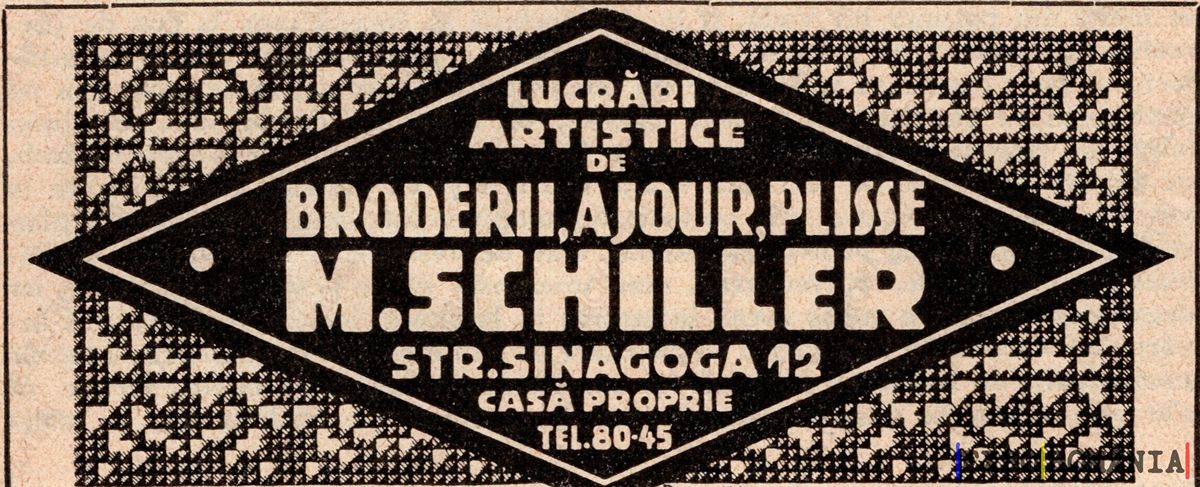 LUCRĂRI
ARTISTICE
DE
BRODERII, AJOUR, PLISSE
M. SCHILLER
STR. SINAGOGA 12
CASĂ PROPRIE
TEL. 80-45